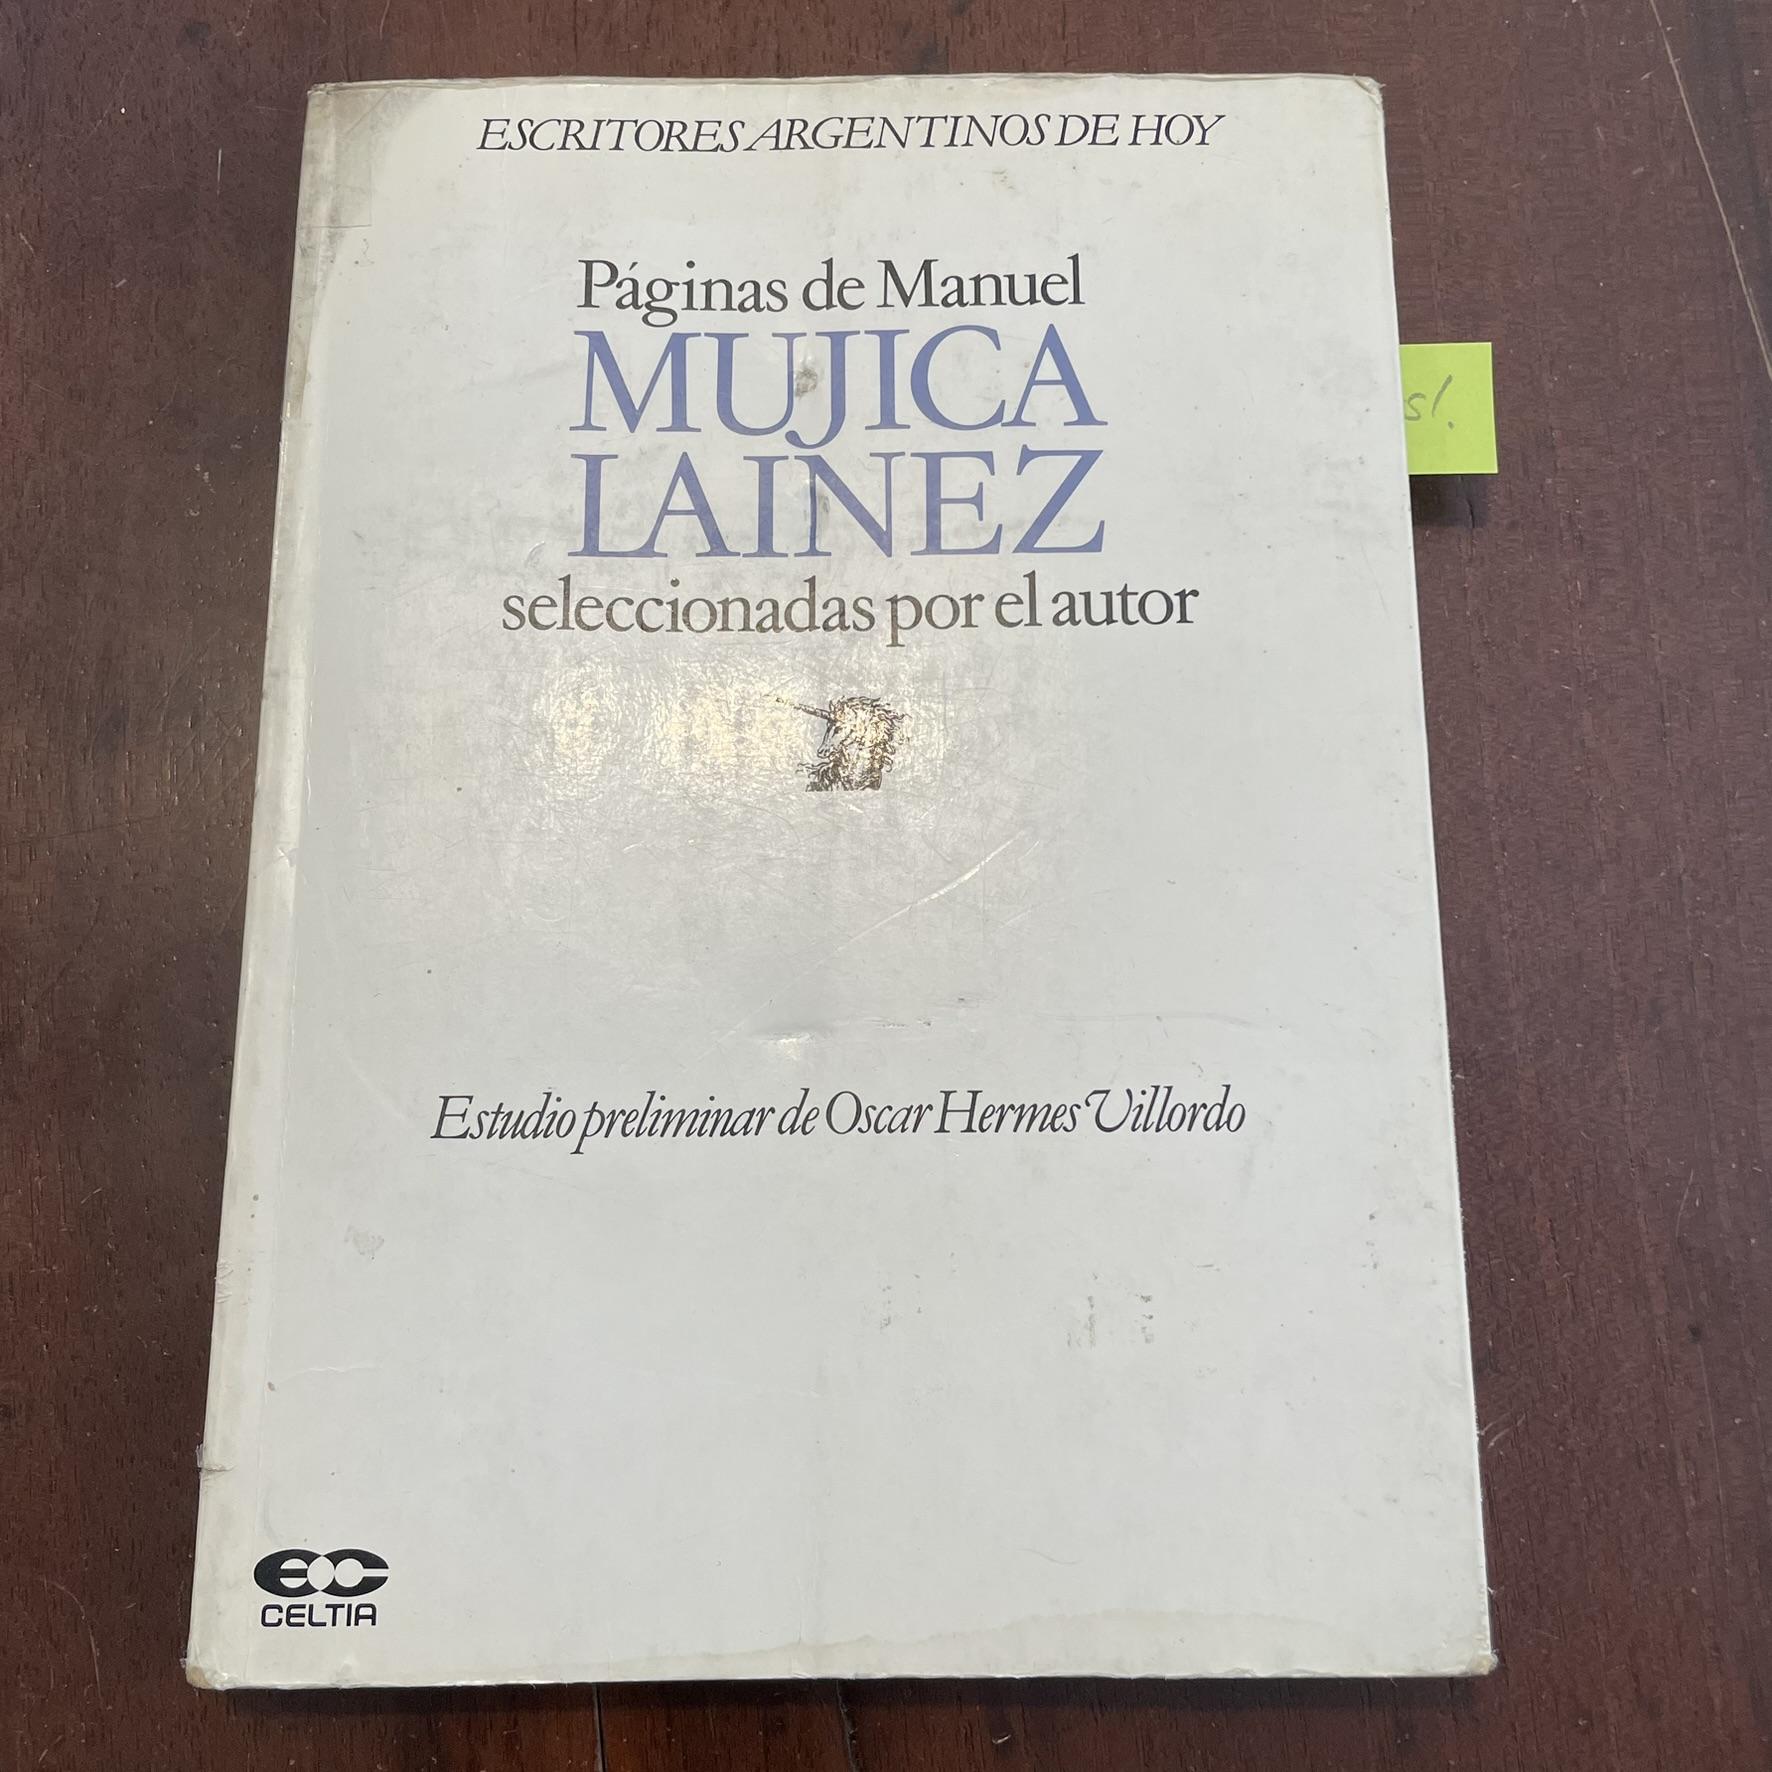 ESCRITORES ARGENTINOS DE HOY
Páginas de Manuel
MUJICA
LAINEZ
seleccionadas por el autor
Estudio preliminar de Oscar Hermes Villordo
ec
CELTIA